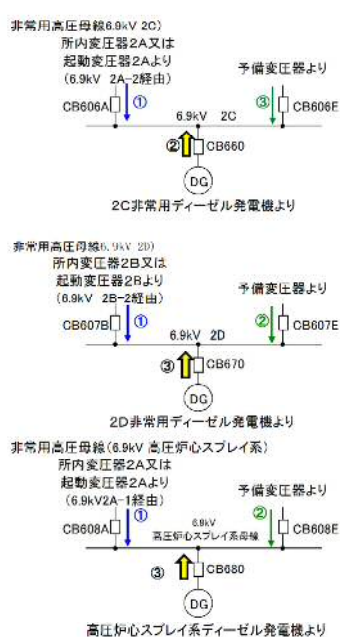 非常用高圧母線6.9kV 2C)
所内変圧器2A又は
起動変圧器2Aより
(6.9kV 2A-2経由)
予備変圧器より
CB606A
①
③
CB606E
6.9kV 2C
②
CB660
DG
2C非常用ディーゼル発電機より
非常用高圧母線6.9kV 2D)
所内変圧器2B又は
起動変圧器2Bより
(6.9kV 2B-2経由)
予備変圧器より
CB607B
①
②
CB607E
6.9kV 2D
③
CB670
DG
2D非常用ディーゼル発電機より
非常用高圧母線(6.9kV 高圧炉心スプレイ系)
所内変圧器2A又は
起動変圧器2Aより
(6.9kV2A-1経由)
予備変圧器より
CB608A
①
②
CB608E
6.9kV
高圧炉心スプレイ系母線
③
CB680
DG
高圧炉心スプレイ系ディーゼル発電機より